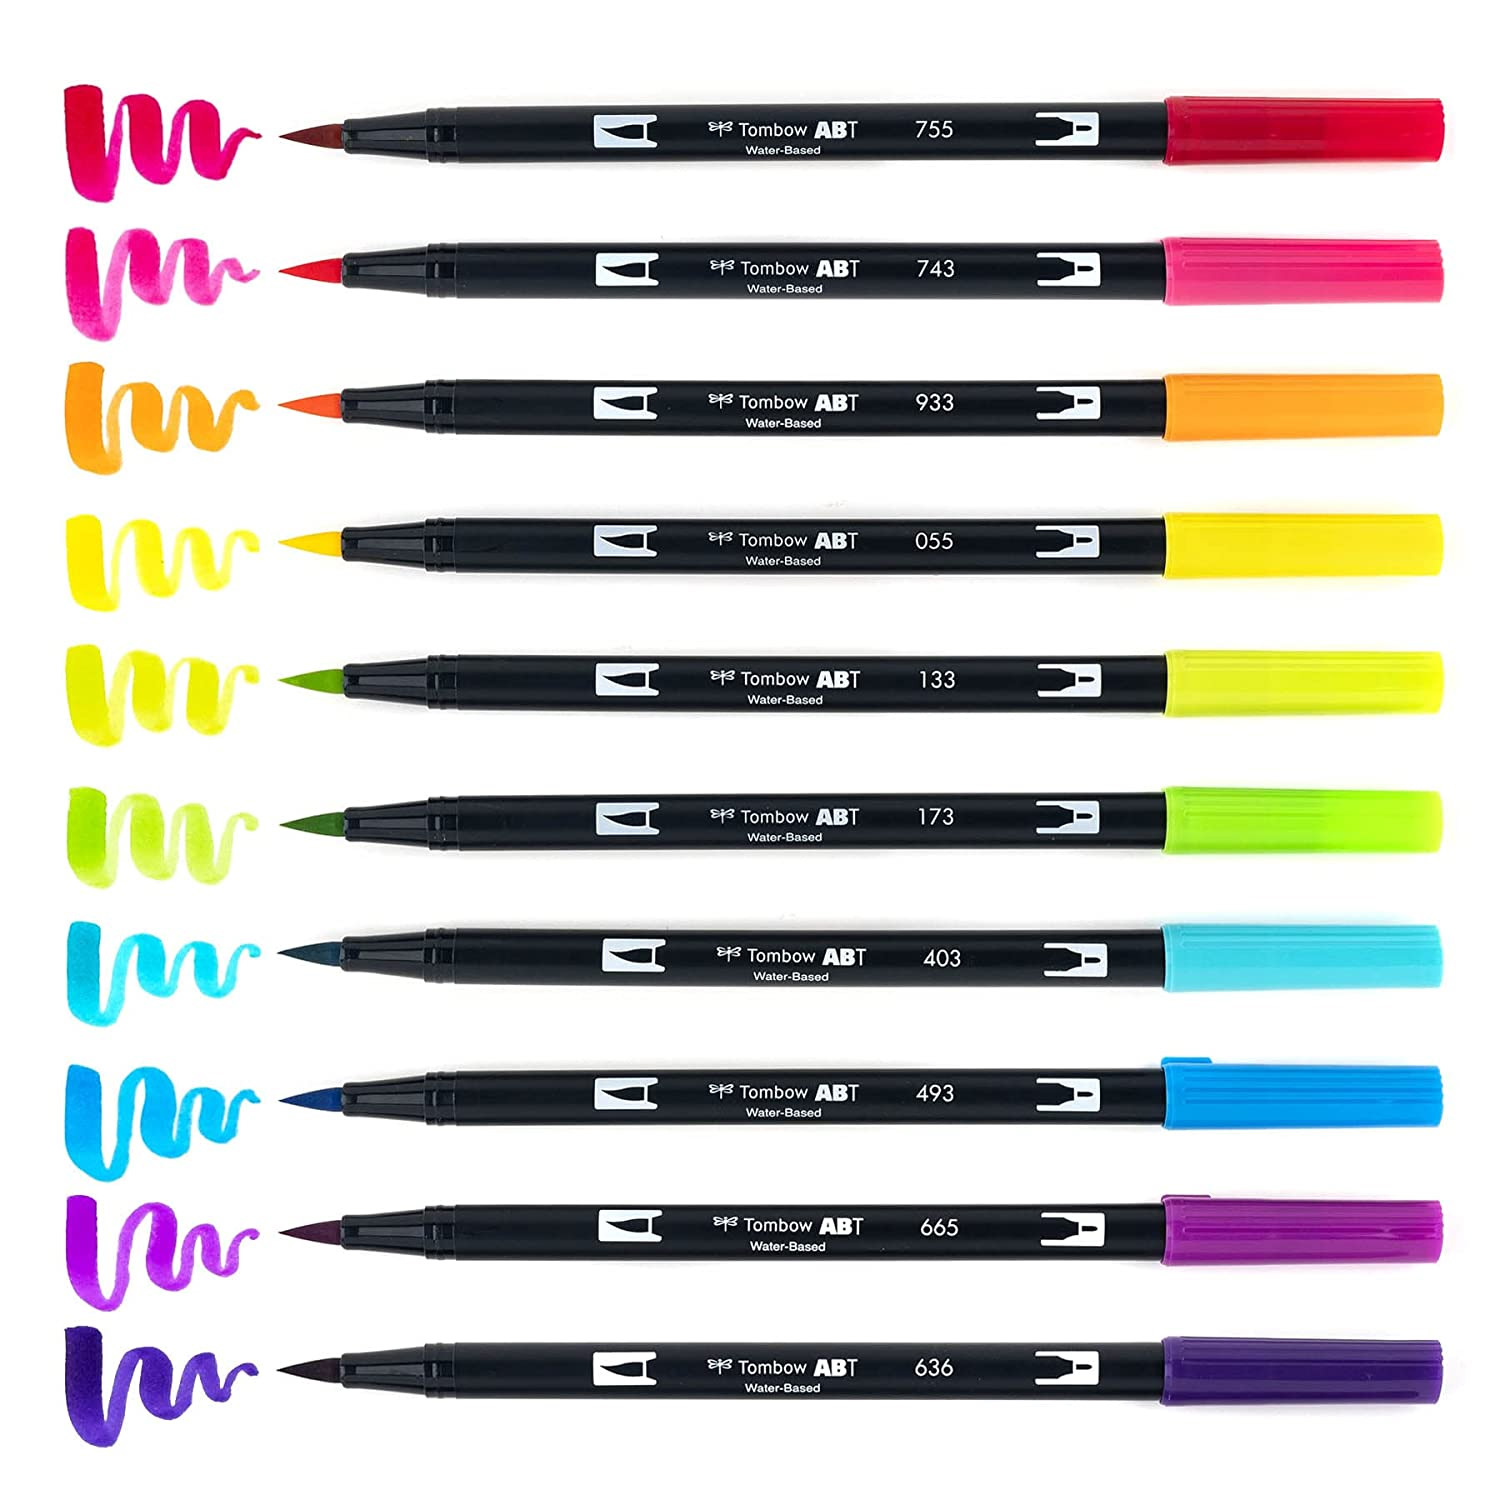 Tombow ABT 755
Water-Based
Tombow ABT 743
Water-Based
Tombow ABT 933
Water-Based
Tombow ABT 055
Water-Based
Tombow ABT 133
Water-Based
Tombow ABT 173
Water-Based
Tombow ABT 403
Water-Based
Tombow ABT 493
Water-Based
Tombow ABT 665
Water-Based
Tombow ABT 636
Water-Based